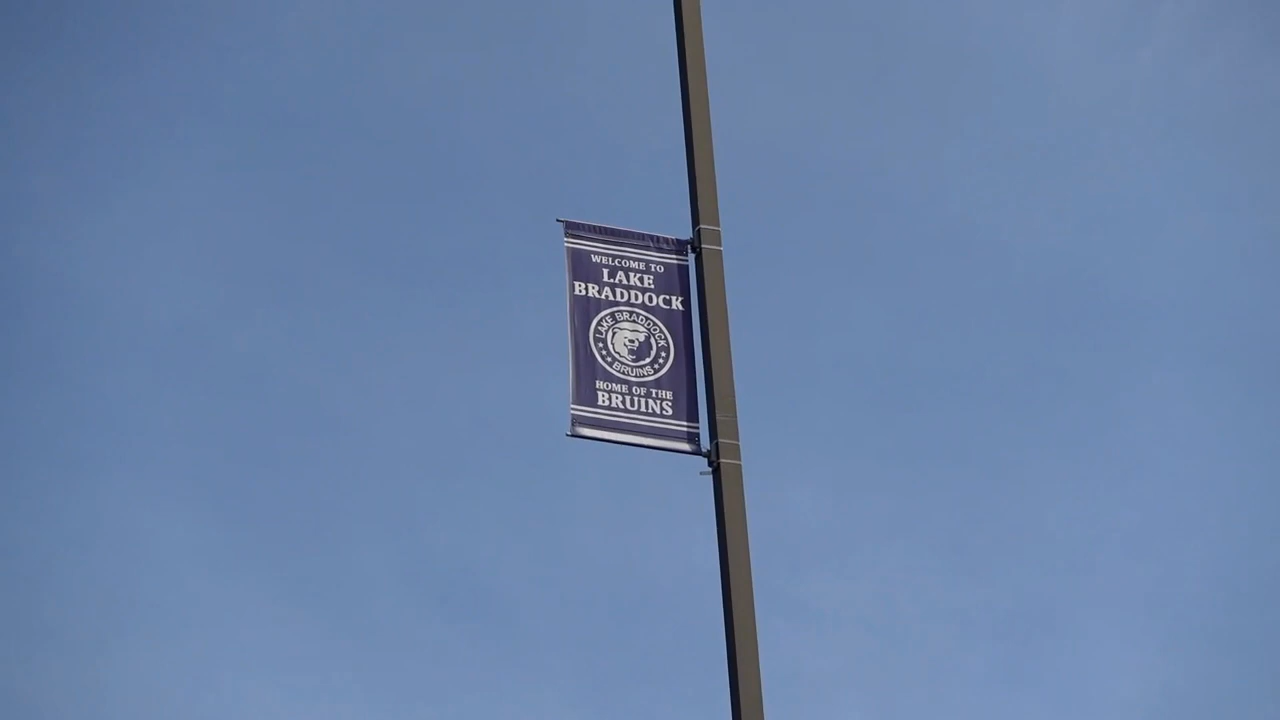 WELCOME TO
LAKE
BRADDOCK
LAKE BRADDOCK
BRUINS
HOME OF THE
BRUINS